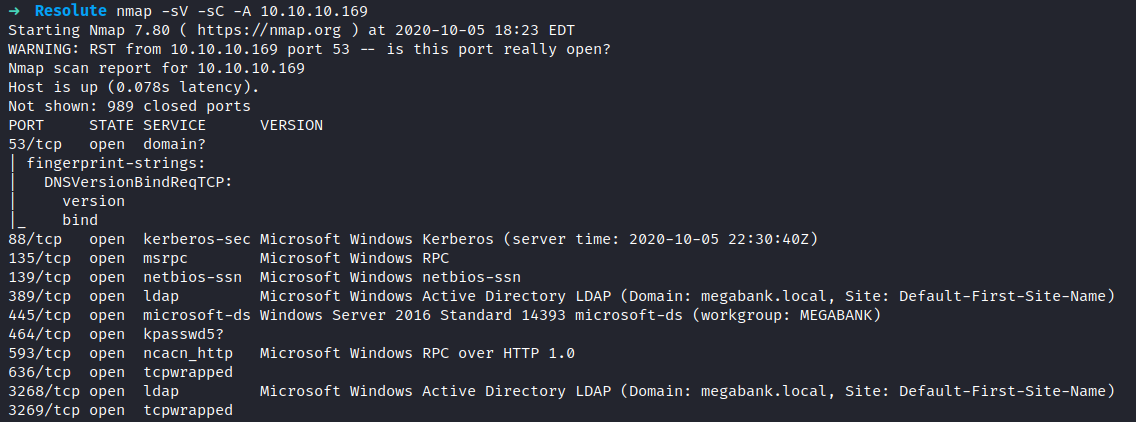 → Resolute nmap -sV -sC -A 10.10.10.169
Starting Nmap 7.80 ( https://nmap.org ) at 2020-10-05 18:23 EDT
WARNING: RST from 10.10.10.169 port 53 -- is this port really open?
Nmap scan report for 10.10.10.169
Host is up (0.078s latency).
Not shown: 989 closed ports
PORT     STATE SERVICE      VERSION
53/tcp   open  domain?
| fingerprint-strings:
|   DNSVersionBindReqTCP:
|     version
|_    bind
88/tcp   open  kerberos-sec Microsoft Windows Kerberos (server time: 2020-10-05 22:30:40Z)
135/tcp  open  msrpc        Microsoft Windows RPC
139/tcp  open  netbios-ssn  Microsoft Windows netbios-ssn
389/tcp  open  ldap         Microsoft Windows Active Directory LDAP (Domain: megabank.local, Site: Default-First-Site-Name)
445/tcp  open  microsoft-ds Windows Server 2016 Standard 14393 microsoft-ds (workgroup: MEGABANK)
464/tcp  open  kpasswd5?
593/tcp  open  ncacn_http   Microsoft Windows RPC over HTTP 1.0
636/tcp  open  tcpwrapped
3268/tcp open  ldap         Microsoft Windows Active Directory LDAP (Domain: megabank.local, Site: Default-First-Site-Name)
3269/tcp open  tcpwrapped